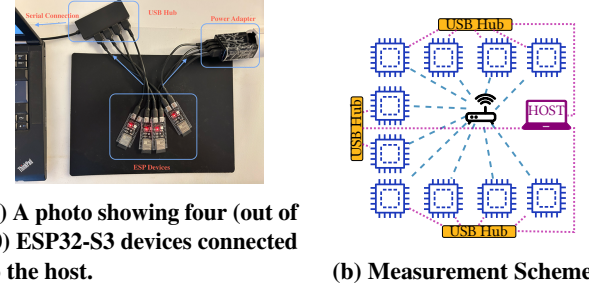 Serial Connection
USB Hub
Power Adapter
ESP Devices
ThinkPad
) A photo showing four (out of
) ESP32-S3 devices connected
the host.
USB Hub
HOST
USB Hub
USB Hub
(b) Measurement Scheme